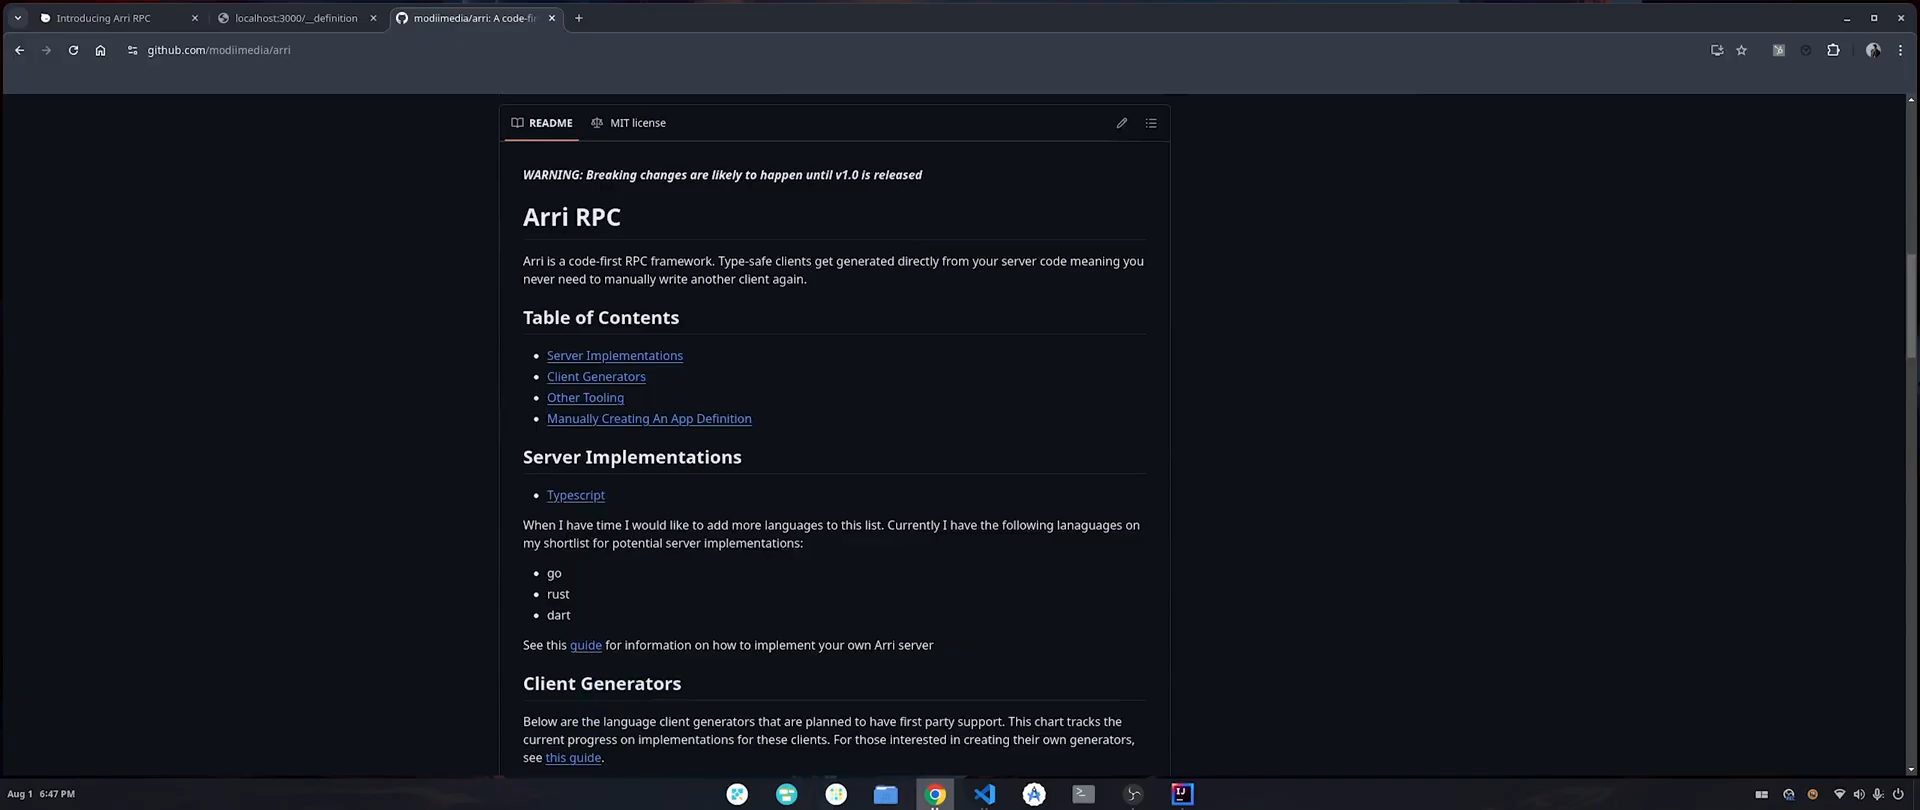 Introducing Arri RPC
localhost:3000/__definition
modiimedia/arri: A code-fi
github.com/modiimedia/arri
README
MIT license
WARNING: Breaking changes are likely to happen until v1.0 is released
Arri RPC
Arri is a code-first RPC framework. Type-safe clients get generated directly from your server code meaning you
never need to manually write another client again.
Table of Contents
Server Implementations
Client Generators
Other Tooling
Manually Creating An App Definition
Server Implementations
Typescript
When I have time I would like to add more languages to this list. Currently I have the following lanaguages on
my shortlist for potential server implementations:
go
rust
dart
See this guide for information on how to implement your own Arri server
Client Generators
Below are the language client generators that are planned to have first party support. This chart tracks the
current progress on implementations for these clients. For those interested in creating their own generators,
see this guide.
Aug 1 6:47 PM
IJ